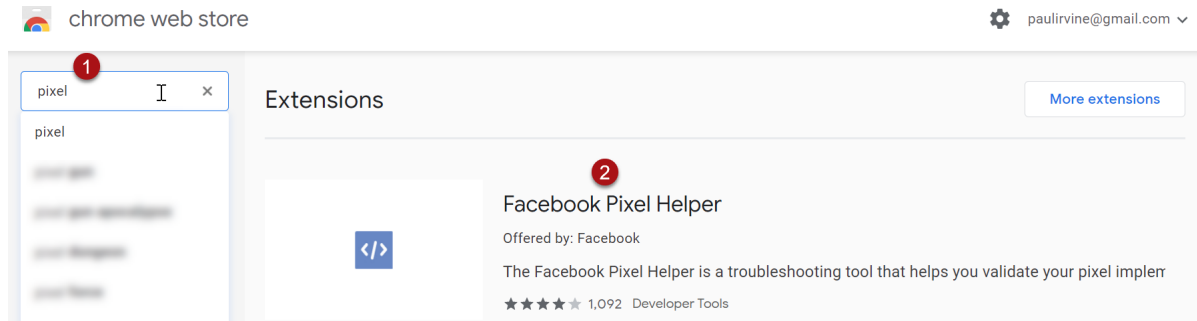 chrome web store
paulirvine@gmail.com
1
pixel
pixel
Extensions
More extensions
2
Facebook Pixel Helper
Offered by: Facebook
The Facebook Pixel Helper is a troubleshooting tool that helps you validate your pixel implem
1,092 Developer Tools